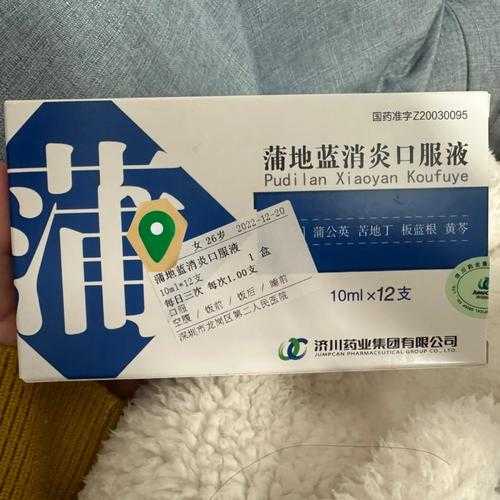 国药准字Z20030095
蒲地蓝消炎口服液
Pudilan Xiaoyan Koufuye
蒲公英 苦地丁 板蓝根 黄芩
10ml×12支
济川药业集团有限公司
JUMPCAN PHARMACEUTICAL GROUP CO., LTD.
蒲
女 26岁 2022-12-20
蒲地蓝消炎口服液
10ml*12支 1 盒
每日三次 每次1.00支
口服
空腹 / 饭前 / 饭后 / 睡前
深圳市龙岗区第二人民医院